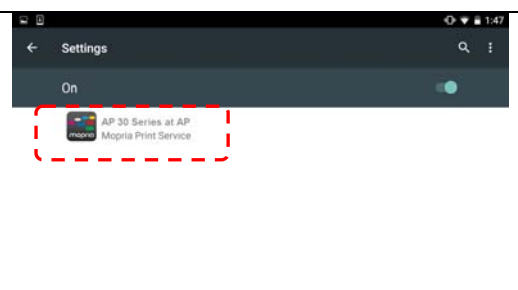 1:47
Settings
On
AP 30 Series at AP
mopria
Mopria Print Service